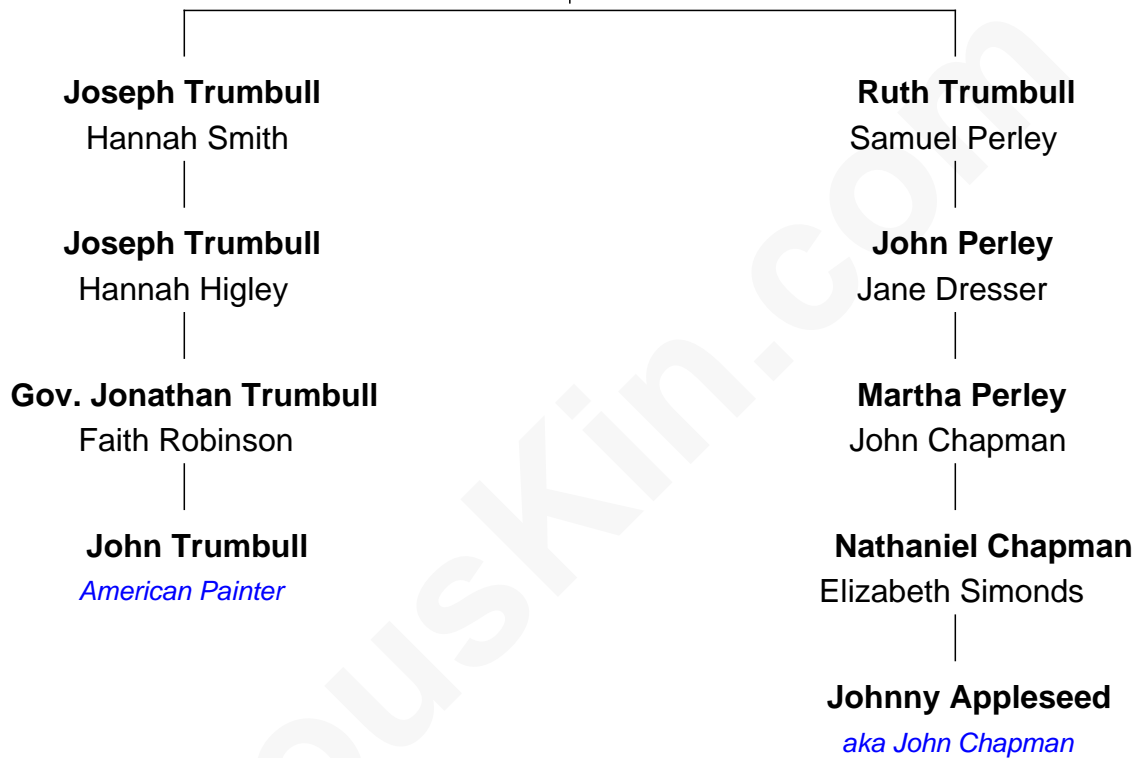 Joseph Trumbull
Hannah Smith
Ruth Trumbull
Samuel Perley
Joseph Trumbull
Hannah Higley
John Perley
Jane Dresser
Gov. Jonathan Trumbull
Faith Robinson
Martha Perley
John Chapman
John Trumbull
American Painter
Nathaniel Chapman
Elizabeth Simonds
Johnny Appleseed
aka John Chapman
ousKin.com